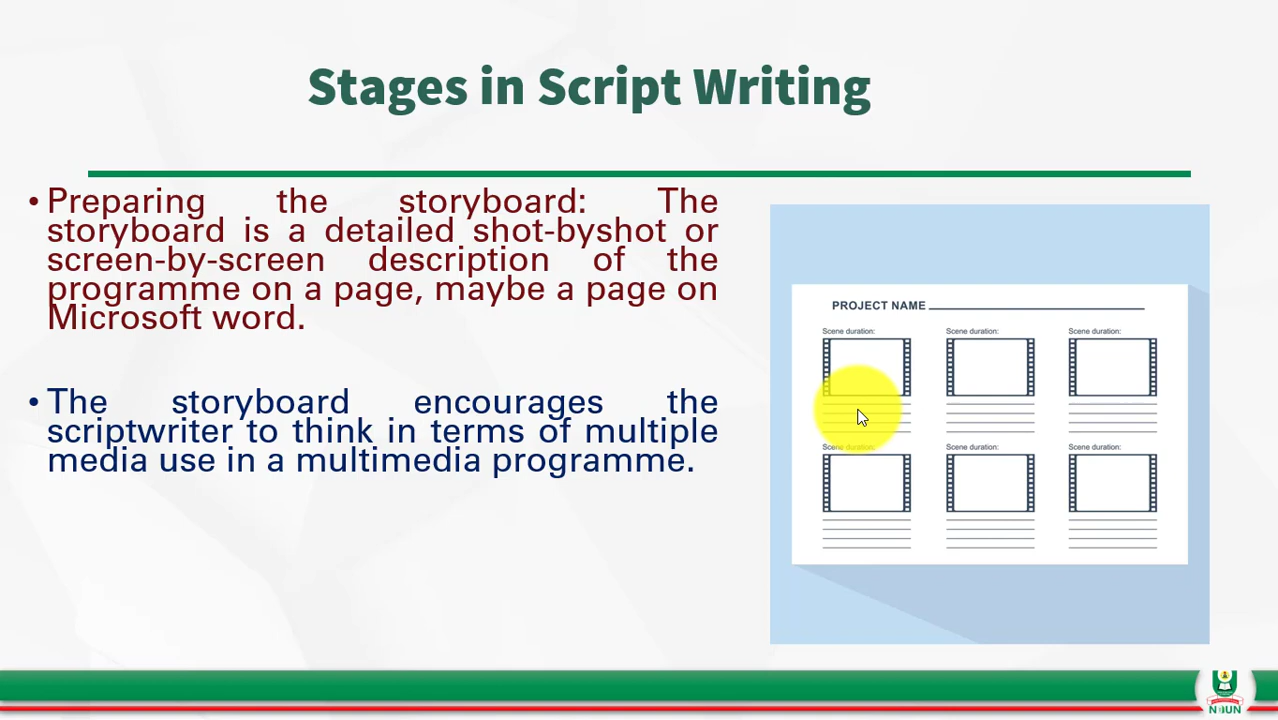 Stages in Script Writing
• Preparing the storyboard: The
storyboard is a detailed shot-byshot or
screen-by-screen description of the
programme on a page, maybe a page on
Microsoft word.
• The storyboard encourages the
scriptwriter to think in terms of multiple
media use in a multimedia programme.
PROJECT NAME
Scene duration: Scene duration: Scene duration:
Scene duration: Scene duration: Scene duration:
NOUN